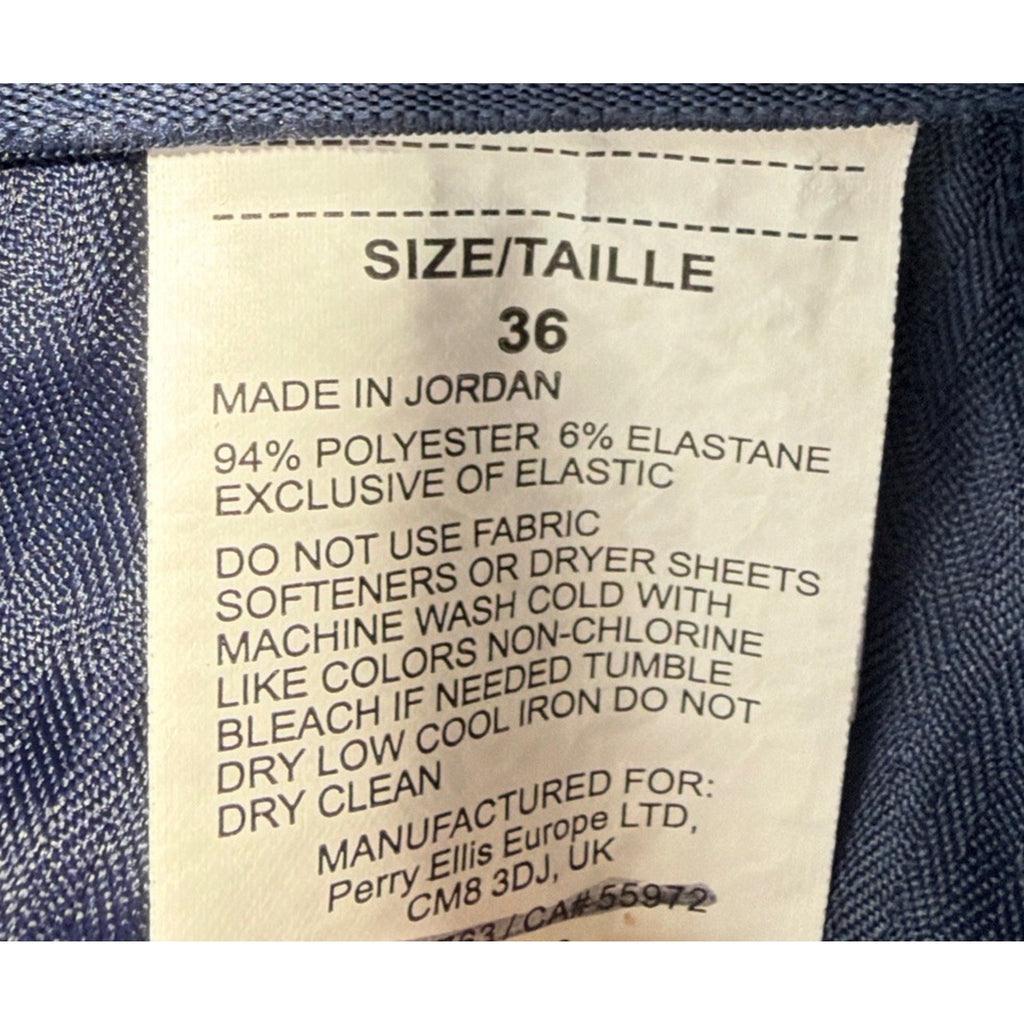 SIZE/TAILLE
36
MADE IN JORDAN
94% POLYESTER 6% ELASTANE
EXCLUSIVE OF ELASTIC
DO NOT USE FABRIC
SOFTENERS OR DRYER SHEETS
MACHINE WASH COLD WITH
LIKE COLORS NON-CHLORINE
BLEACH IF NEEDED TUMBLE
DRY LOW COOL IRON DO NOT
DRY CLEAN
MANUFACTURED FOR:
Perry Ellis Europe LTD,
CM8 3DJ, UK
/ CA# 55972